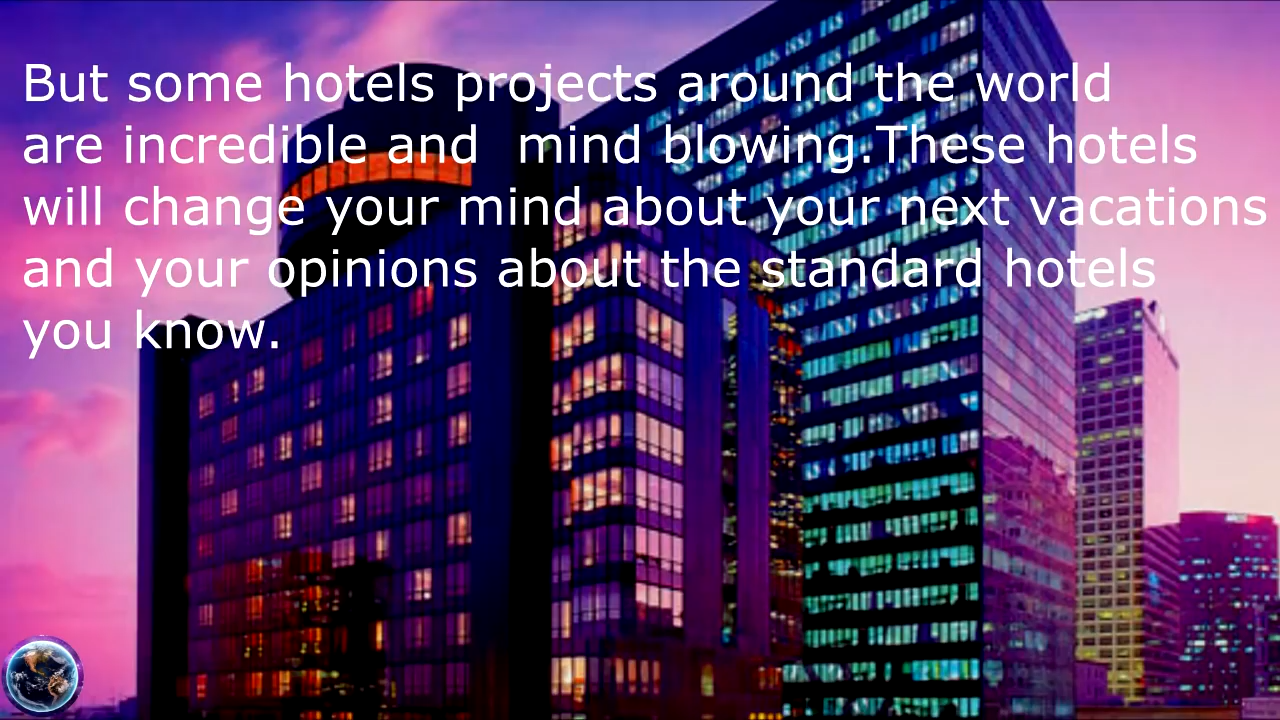 But some hotels projects around the world
are incredible and  mind blowing.These hotels
will change your mind about your next vacations
and your opinions about the standard hotels
you know.